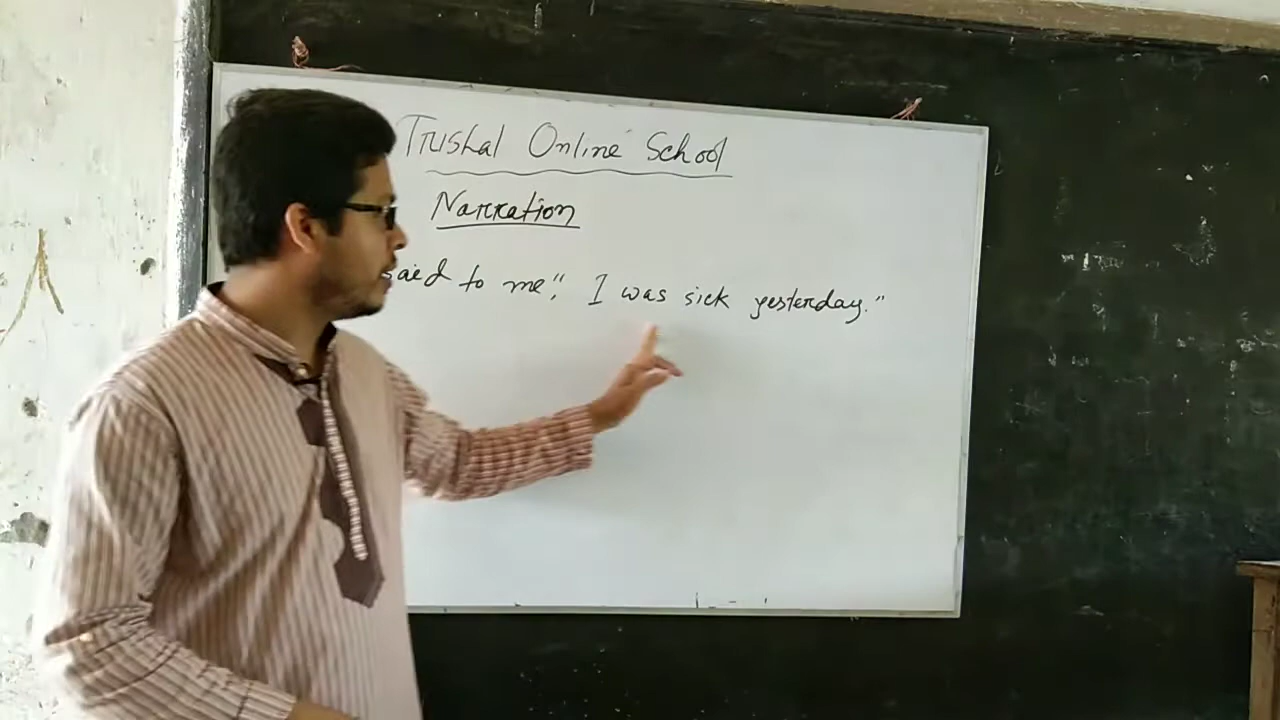 Trishal Online School
Narration
said to me", I was sick yesterday."